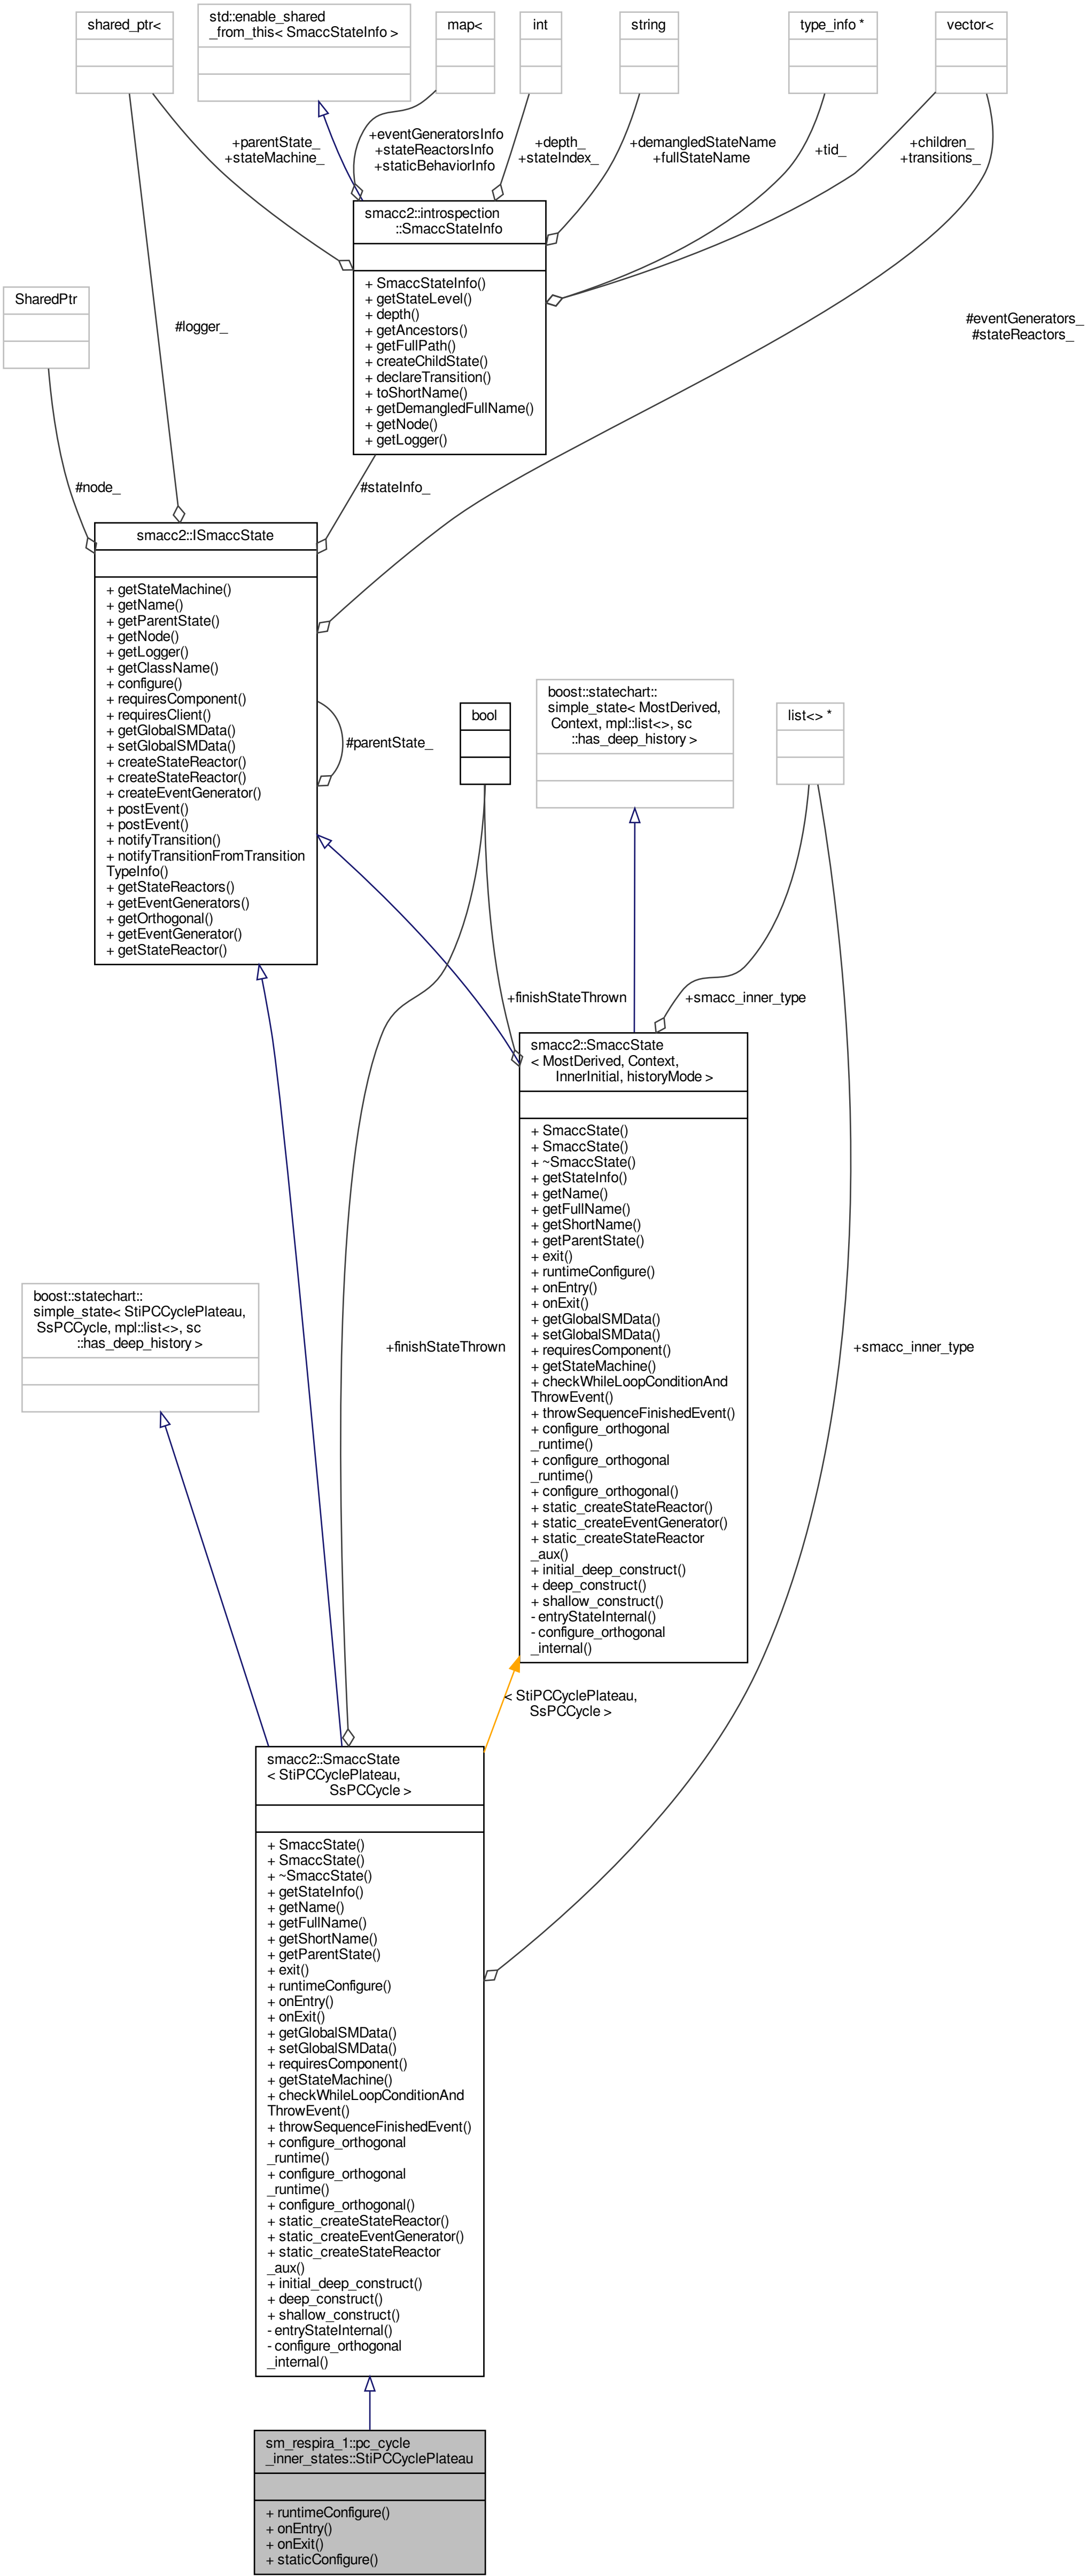 shared_ptr<
std::enable_shared
_from_this< SmaccStateInfo >
map<
int
string
type_info *
vector<
+parentState_
+stateMachine_
+eventGeneratorsInfo
+stateReactorsInfo
+staticBehaviorInfo
+depth_
+stateIndex_
+demangledStateName
+fullStateName
+tid_
+children_
+transitions_
smacc2::introspection
::SmaccStateInfo
+ SmaccStateInfo()
+ getStateLevel()
+ depth()
+ getAncestors()
+ getFullPath()
+ createChildState()
+ declareTransition()
+ toShortName()
+ getDemangledFullName()
+ getNode()
+ getLogger()
SharedPtr
#logger_
#eventGenerators_
#stateReactors_
#node_
#stateInfo_
smacc2::ISmaccState
+ getStateMachine()
+ getName()
+ getParentState()
+ getNode()
+ getLogger()
+ getClassName()
+ configure()
+ requiresComponent()
+ requiresClient()
+ getGlobalSMData()
+ setGlobalSMData()
+ createStateReactor()
+ createStateReactor()
+ createEventGenerator()
+ postEvent()
+ postEvent()
+ notifyTransition()
+ notifyTransitionFromTransition
TypeInfo()
+ getStateReactors()
+ getEventGenerators()
+ getOrthogonal()
+ getEventGenerator()
+ getStateReactor()
#parentState_
bool
boost::statechart::
simple_state< MostDerived,
Context, mpl::list<>, sc
::has_deep_history >
list<> *
+finishStateThrown
+smacc_inner_type
smacc2::SmaccState
< MostDerived, Context,
InnerInitial, historyMode >
+ SmaccState()
+ SmaccState()
+ ~SmaccState()
+ getStateInfo()
+ getName()
+ getFullName()
+ getShortName()
+ getParentState()
+ exit()
+ runtimeConfigure()
+ onEntry()
+ onExit()
+ getGlobalSMData()
+ setGlobalSMData()
+ requiresComponent()
+ getStateMachine()
+ checkWhileLoopConditionAnd
ThrowEvent()
+ throwSequenceFinishedEvent()
+ configure_orthogonal
_runtime()
+ configure_orthogonal
_runtime()
+ configure_orthogonal()
+ static_createStateReactor()
+ static_createEventGenerator()
+ static_createStateReactor
_aux()
+ initial_deep_construct()
+ deep_construct()
+ shallow_construct()
- entryStateInternal()
- configure_orthogonal
_internal()
boost::statechart::
simple_state< StiPCCyclePlateau,
SsPCCycle, mpl::list<>, sc
::has_deep_history >
+finishStateThrown
+smacc_inner_type
< StiPCCyclePlateau,
SsPCCycle >
smacc2::SmaccState
< StiPCCyclePlateau,
SsPCCycle >
+ SmaccState()
+ SmaccState()
+ ~SmaccState()
+ getStateInfo()
+ getName()
+ getFullName()
+ getShortName()
+ getParentState()
+ exit()
+ runtimeConfigure()
+ onEntry()
+ onExit()
+ getGlobalSMData()
+ setGlobalSMData()
+ requiresComponent()
+ getStateMachine()
+ checkWhileLoopConditionAnd
ThrowEvent()
+ throwSequenceFinishedEvent()
+ configure_orthogonal
_runtime()
+ configure_orthogonal
_runtime()
+ configure_orthogonal()
+ static_createStateReactor()
+ static_createEventGenerator()
+ static_createStateReactor
_aux()
+ initial_deep_construct()
+ deep_construct()
+ shallow_construct()
- entryStateInternal()
- configure_orthogonal
_internal()
sm_respira_1::pc_cycle
_inner_states::StiPCCyclePlateau
+ runtimeConfigure()
+ onEntry()
+ onExit()
+ staticConfigure()